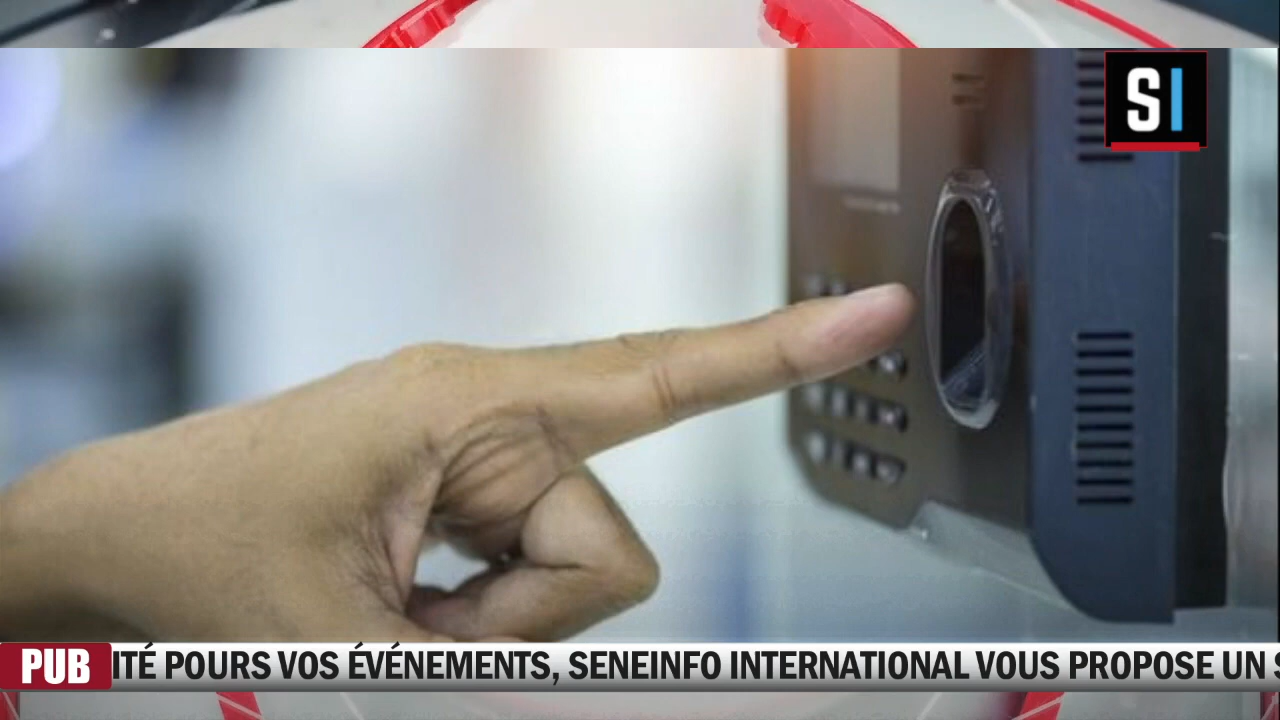 SI
PUB
ITÉ POURS VOS ÉVÉNEMENTS, SENEINFO INTERNATIONAL VOUS PROPOSE UN S